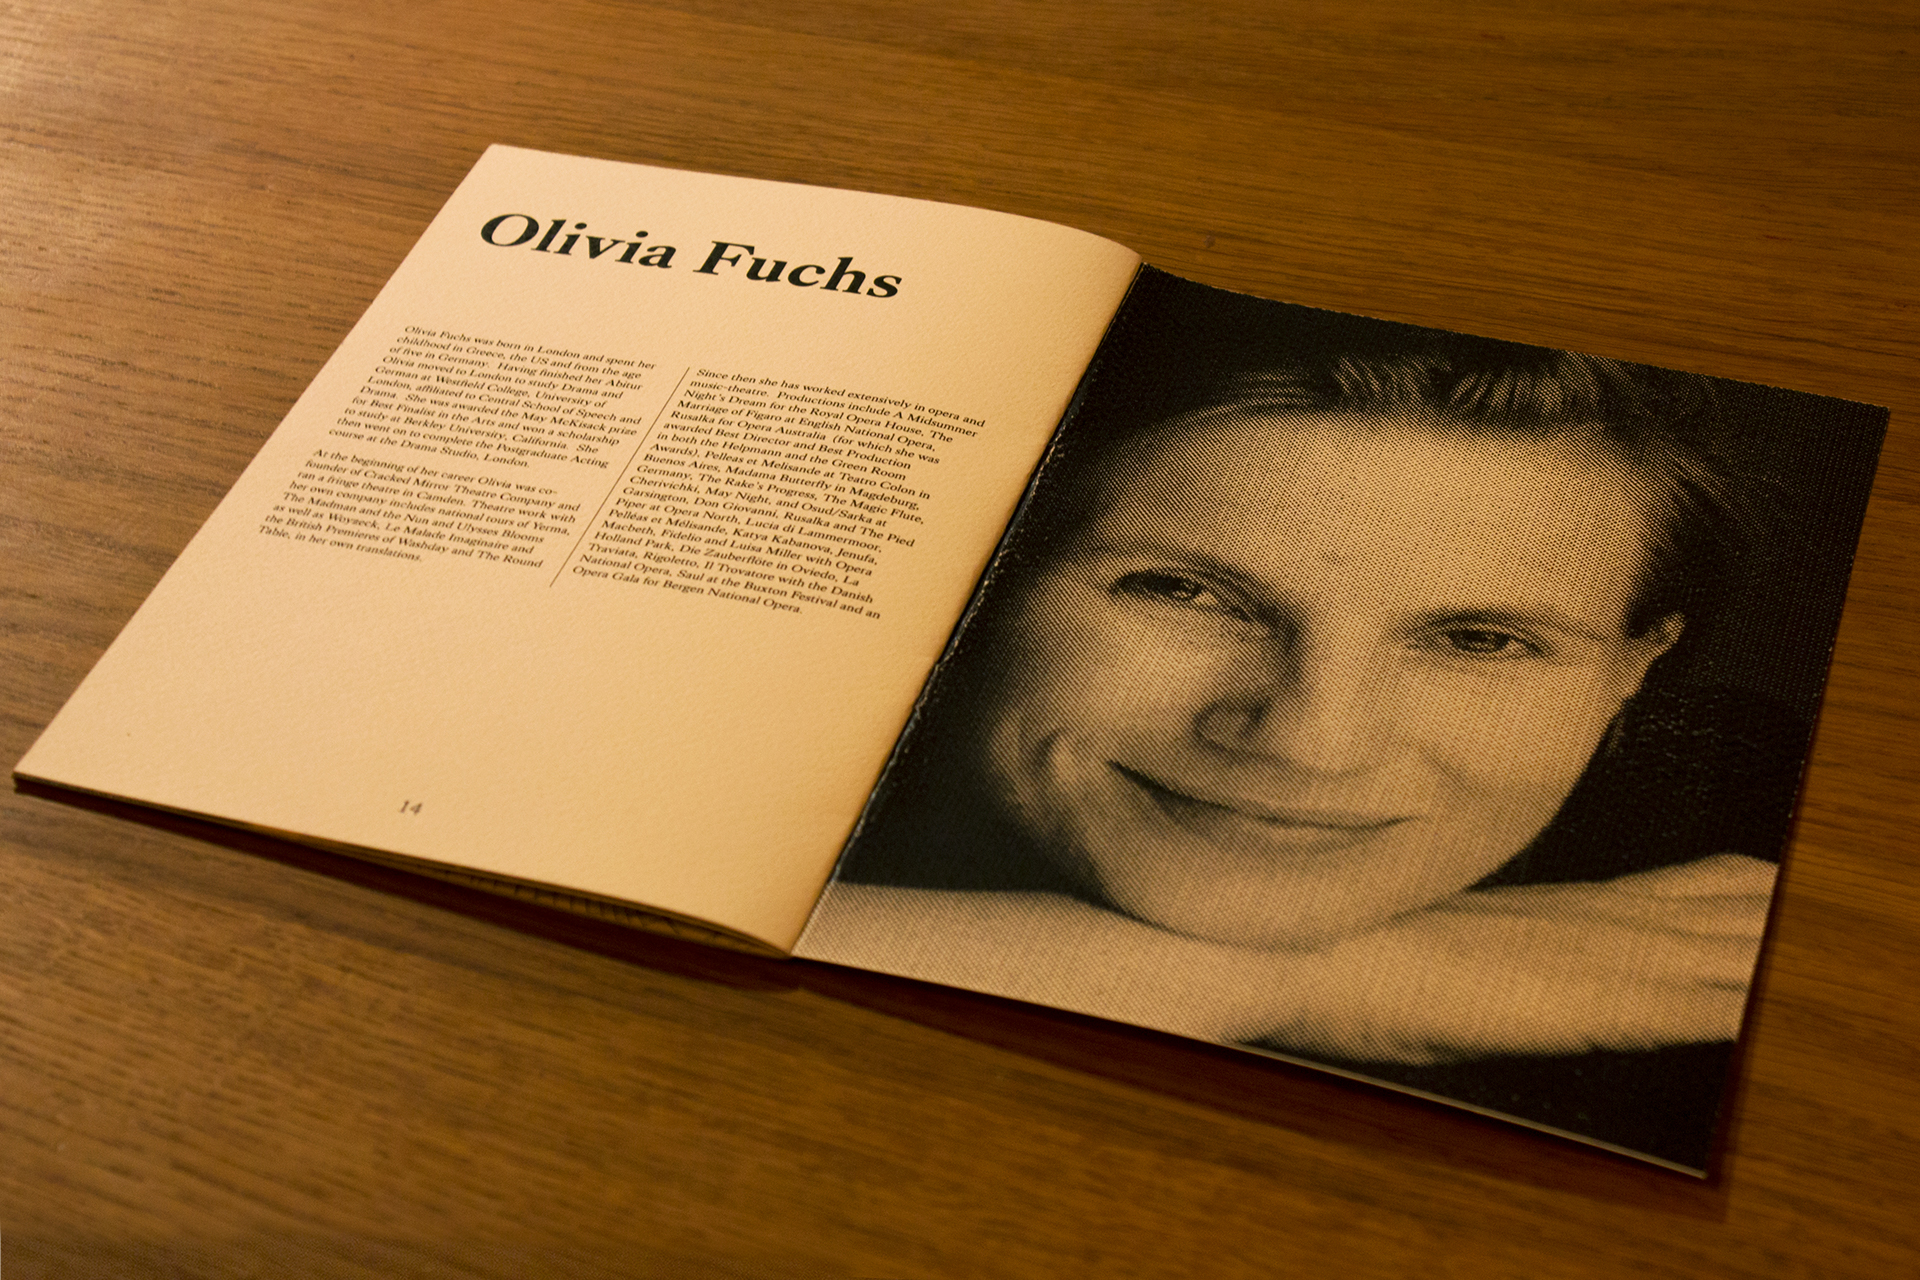 Olivia Fuchs
Olivia Fuchs was born in London and spent her
childhood in Greece, the US and from the age
of five in Germany. Having finished her Abitur
Olivia moved to London to study Drama and
German at Westfield College, University of
London, affiliated to Central School of Speech and
Drama. She was awarded the May McKisack prize
for Best Finalist in the Arts and won a scholarship
to study at Berkley University, California. She
then went on to complete the Postgraduate Acting
course at the Drama Studio, London.
At the beginning of her career Olivia was co-
founder of Cracked Mirror Theatre Company and
ran a fringe theatre in Camden. Theatre work with
her own company includes national tours of Yerma,
The Madman and the Nun and Ulysses Blooms
as well as Woyzeck, Le Malade Imaginaire and
the British Premieres of Washday and The Round
Table, in her own translations.
Since then she has worked extensively in opera and
music-theatre. Productions include A Midsummer
Night's Dream for the Royal Opera House, The
Marriage of Figaro at English National Opera,
Rusalka for Opera Australia (for which she was
awarded Best Director and Best Production
in both the Helpmann and the Green Room
Awards), Pelleas et Melisande at Teatro Colon in
Buenos Aires, Madama Butterfly in Magdeburg,
Germany, The Rake's Progress, The Magic Flute,
Cherivichki, May Night, and Osud/Sarka at
Garsington, Don Giovanni, Rusalka and The Pied
Piper at Opera North, Lucia di Lammermoor,
Pelléas et Mélisande, Katya Kabanova, Jenufa,
Macbeth, Fidelio and Luisa Miller with Opera
Holland Park, Die Zauberflöte in Oviedo, La
Traviata, Rigoletto, Il Trovatore with the Danish
National Opera, Saul at the Buxton Festival and an
Opera Gala for Bergen National Opera.
14